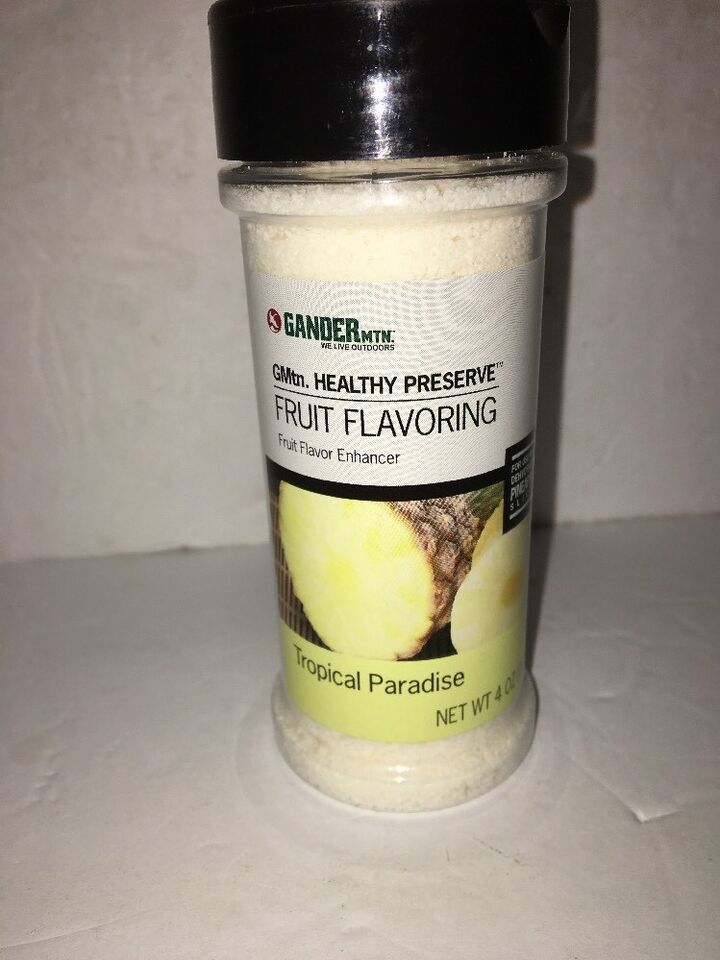 GANDER MTN.
WE LIVE OUTDOORS
GMtn. HEALTHY PRESERVE™
FRUIT FLAVORING
Fruit Flavor Enhancer
FOR
Tropical Paradise
NET WT 4 OZ